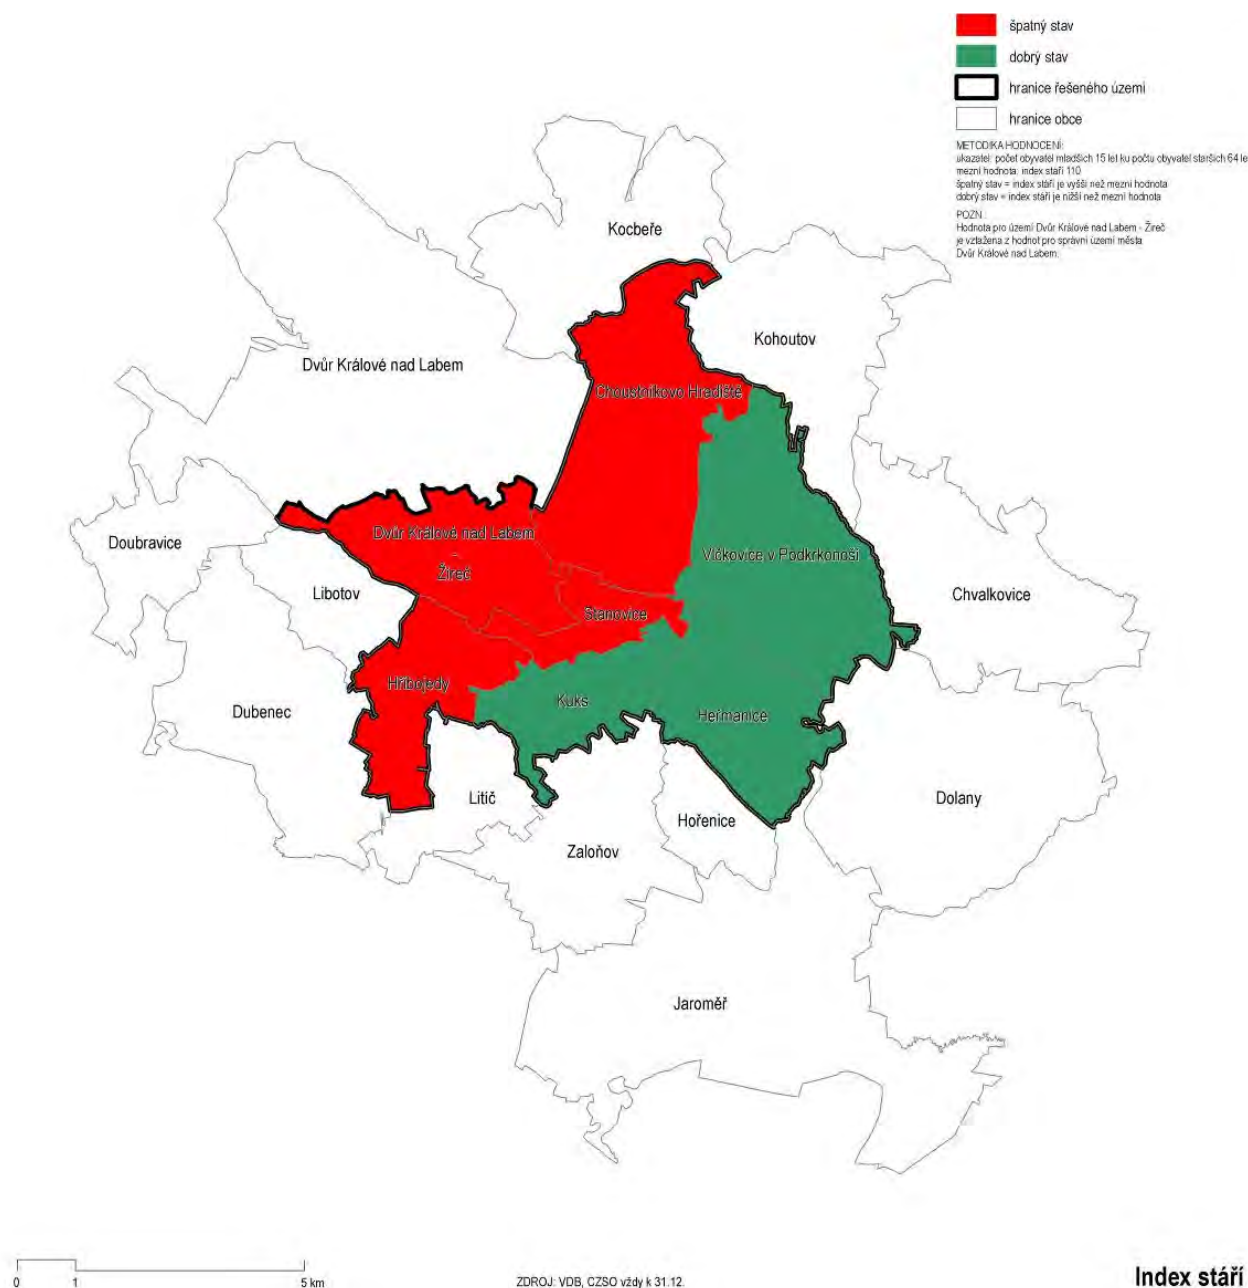 špatný stav
dobrý stav
hranice řešeného území
hranice obce
METODIKA HODNOCENÍ:
ukazatel: počet obyvatel mladších 15 let ku počtu obyvatel starších 64 le
mezní hodnota: index stáří 110
špatný stav = index stáří je vyšší než mezní hodnota
dobrý stav = index stáří je nižší než mezní hodnota
POZN.:
Hodnota pro území Dvůr Králové nad Labem - Žireč
je vztažena z hodnot pro správní území města
Dvůr Králové nad Labem.
Kocbeře
Kohoutov
Dvůr Králové nad Labem
Choustníkovo Hradiště
Doubravice
Dvůr Králové nad Labem
–
Žireč
Vlčkovice v Podkrkonoší
Libotov
Chvalkovice
Stanovice
Hřibojedy
Kuks
Dubenec
Heřmanice
Litíč
Dolany
Hořenice
Zaloňov
Jaroměř
0 1 5 km
ZDROJ: VDB, CZSO vždy k 31.12.
Index stáří